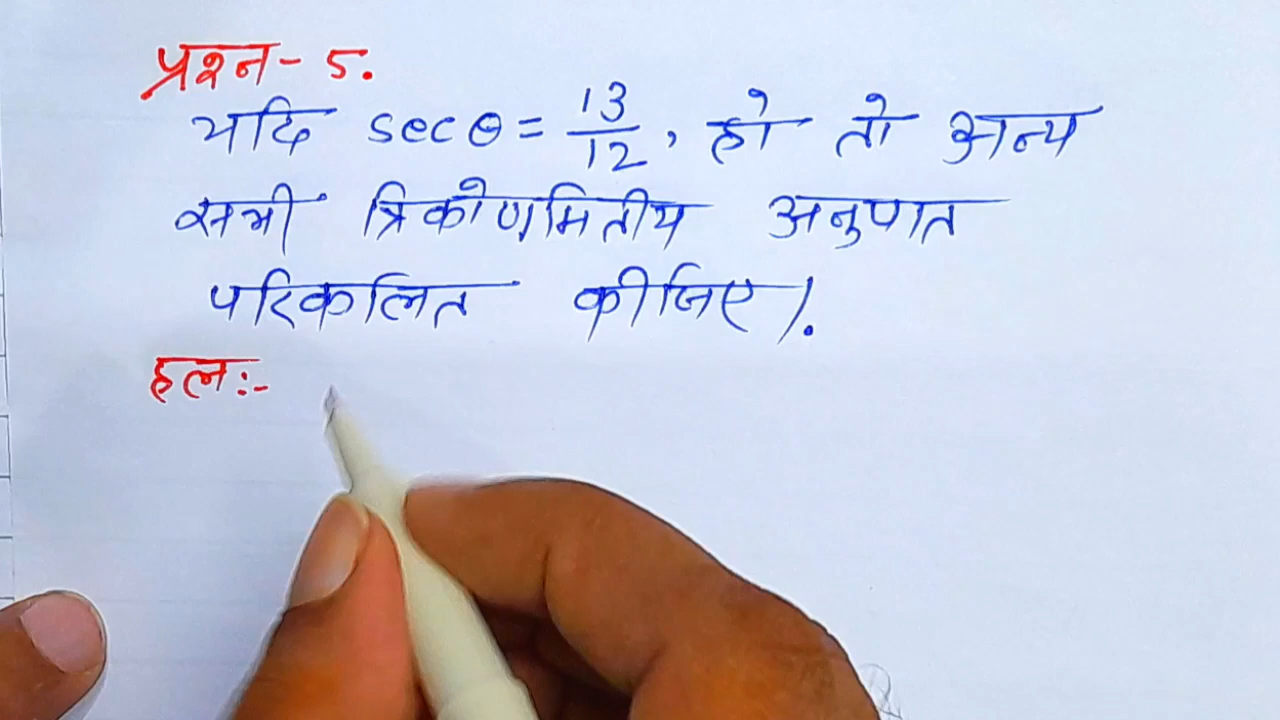 प्रश्न- 5.
यदि secθ = 13/12, हो तो अन्य
सभी त्रिकोणमितीय अनुपात
परिकलित कीजिए।.
हल:-